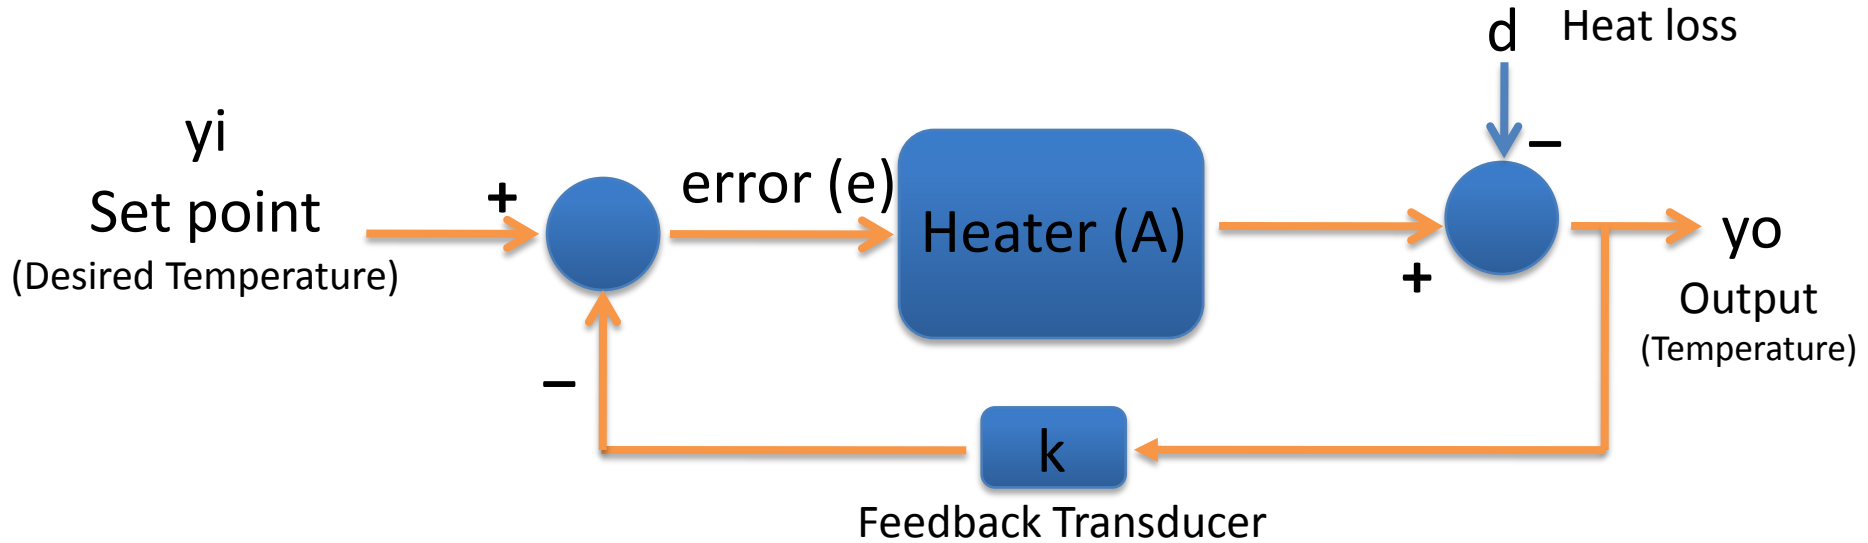 d Heat loss
yi
Set point
(Desired Temperature)
+
error (e)
Heater (A)
–
+
yo
Output
(Temperature)
–
k
Feedback Transducer